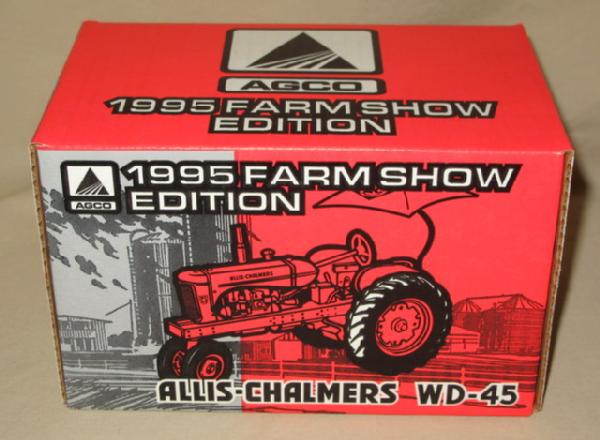 AGCO
1995 FARM SHOW
EDITION
1995 FARM SHOW
EDITION
AGCO
ALLIS-CHALMERS
ALLIS-CHALMERS WD-45